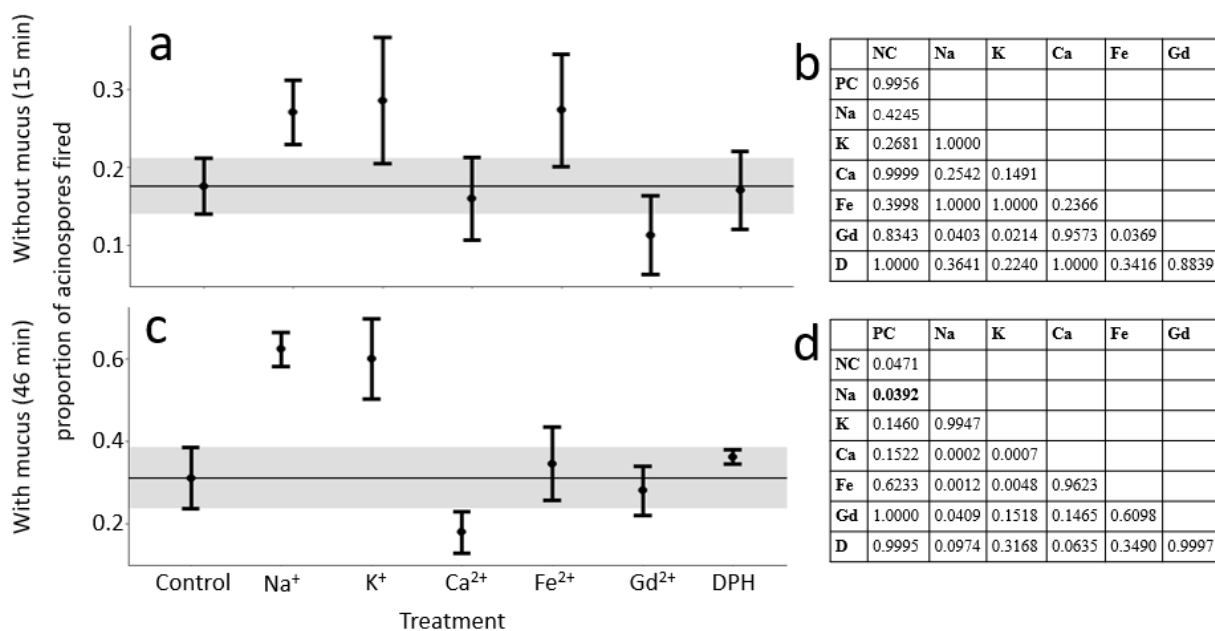 Without mucus (15 min)
With mucus (46 min)
proportion of acinospores fired
a
0.3
0.2
0.1
b
NC Na K Ca Fe Gd
PC 0.9956
Na 0.4245
K 0.2681 1.0000
Ca 0.9999 0.2542 0.1491
Fe 0.3998 1.0000 1.0000 0.2366
Gd 0.8343 0.0403 0.0214 0.9573 0.0369
D 1.0000 0.3641 0.2240 1.0000 0.3416 0.8839
c
0.6
0.4
0.2
Control Na⁺ K⁺ Ca²⁺ Fe²⁺ Gd²⁺ DPH
Treatment
d
PC Na K Ca Fe Gd
NC 0.0471
Na 0.0392
K 0.1460 0.9947
Ca 0.1522 0.0002 0.0007
Fe 0.6233 0.0012 0.0048 0.9623
Gd 1.0000 0.0409 0.1518 0.1465 0.6098
D 0.9995 0.0974 0.3168 0.0635 0.3490 0.9997